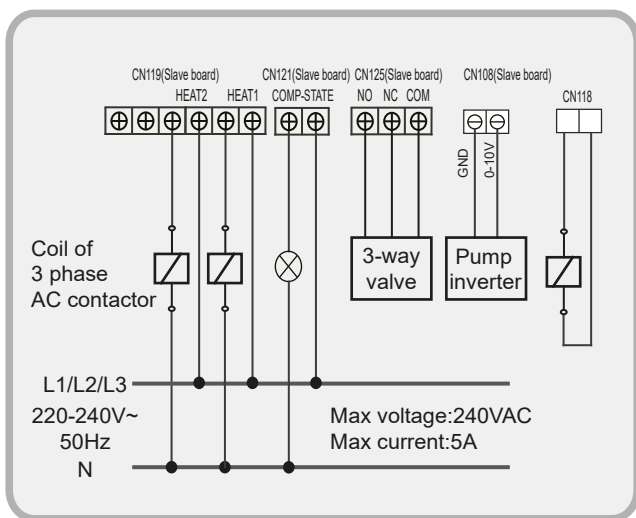 CN119(Slave board) CN121(Slave board) CN125(Slave board) CN108(Slave board)
HEAT2 HEAT1 COMP-STATE NO NC COM CN118
GND
0-10V
Coil of
3 phase
AC contactor
3-way
valve
Pump
inverter
L1/L2/L3
220-240V~
50Hz
N
Max voltage:240VAC
Max current:5A